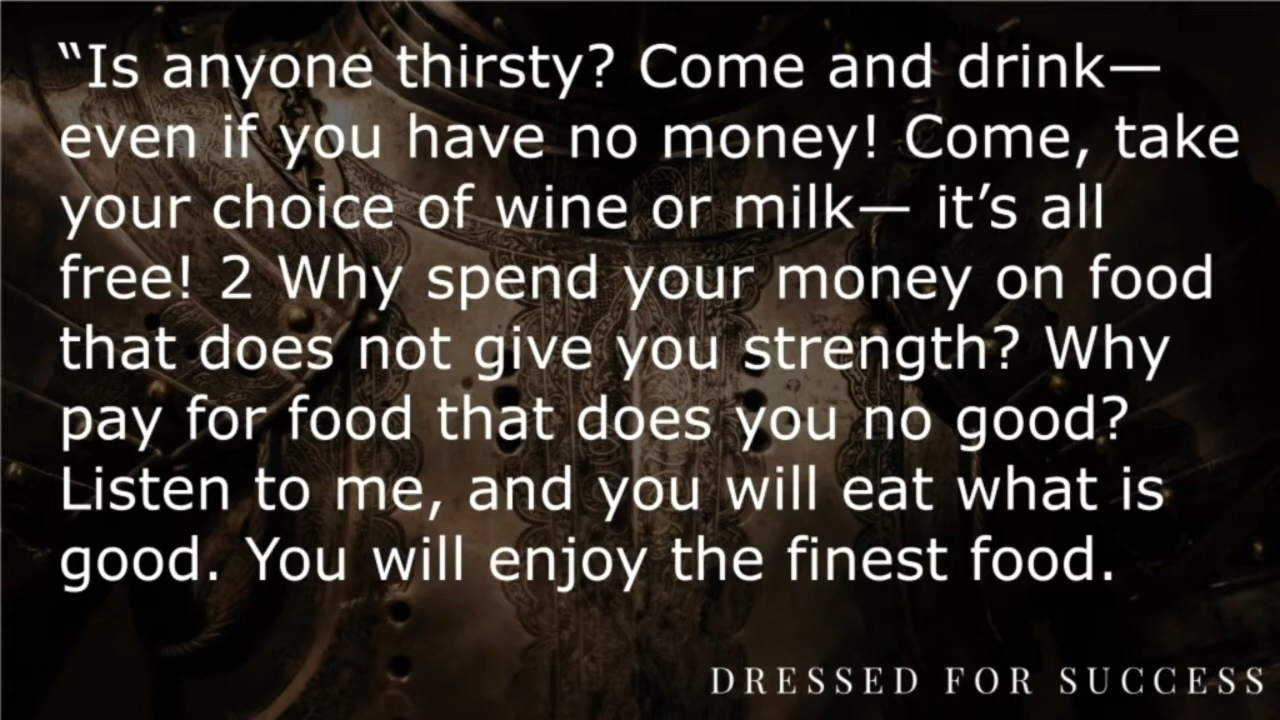 “Is anyone thirsty? Come and drink—
even if you have no money! Come, take
your choice of wine or milk— it’s all
free! 2 Why spend your money on food
that does not give you strength? Why
pay for food that does you no good?
Listen to me, and you will eat what is
good. You will enjoy the finest food.
DRESSED FOR SUCCESS